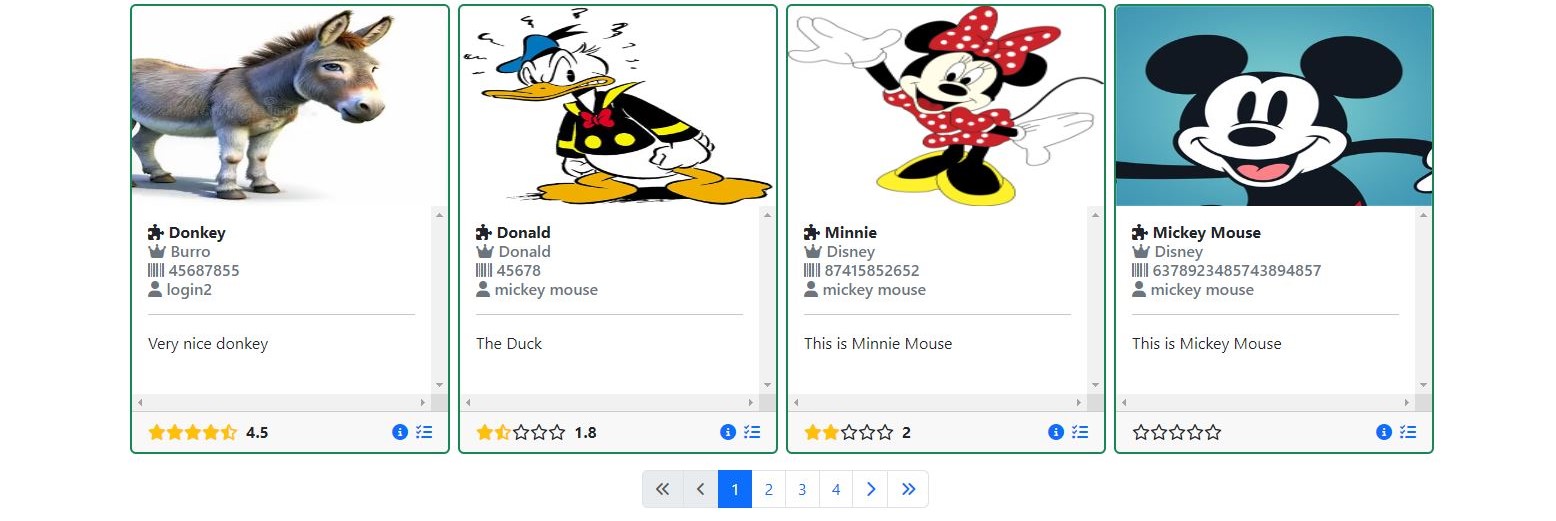 Donkey
Burro
45687855
login2
Very nice donkey
4.5
Donald
Donald
45678
mickey mouse
The Duck
1.8
Minnie
Disney
87415852652
mickey mouse
This is Minnie Mouse
2
Mickey Mouse
Disney
6378923485743894857
mickey mouse
This is Mickey Mouse
« ‹ 1 2 3 4 › »